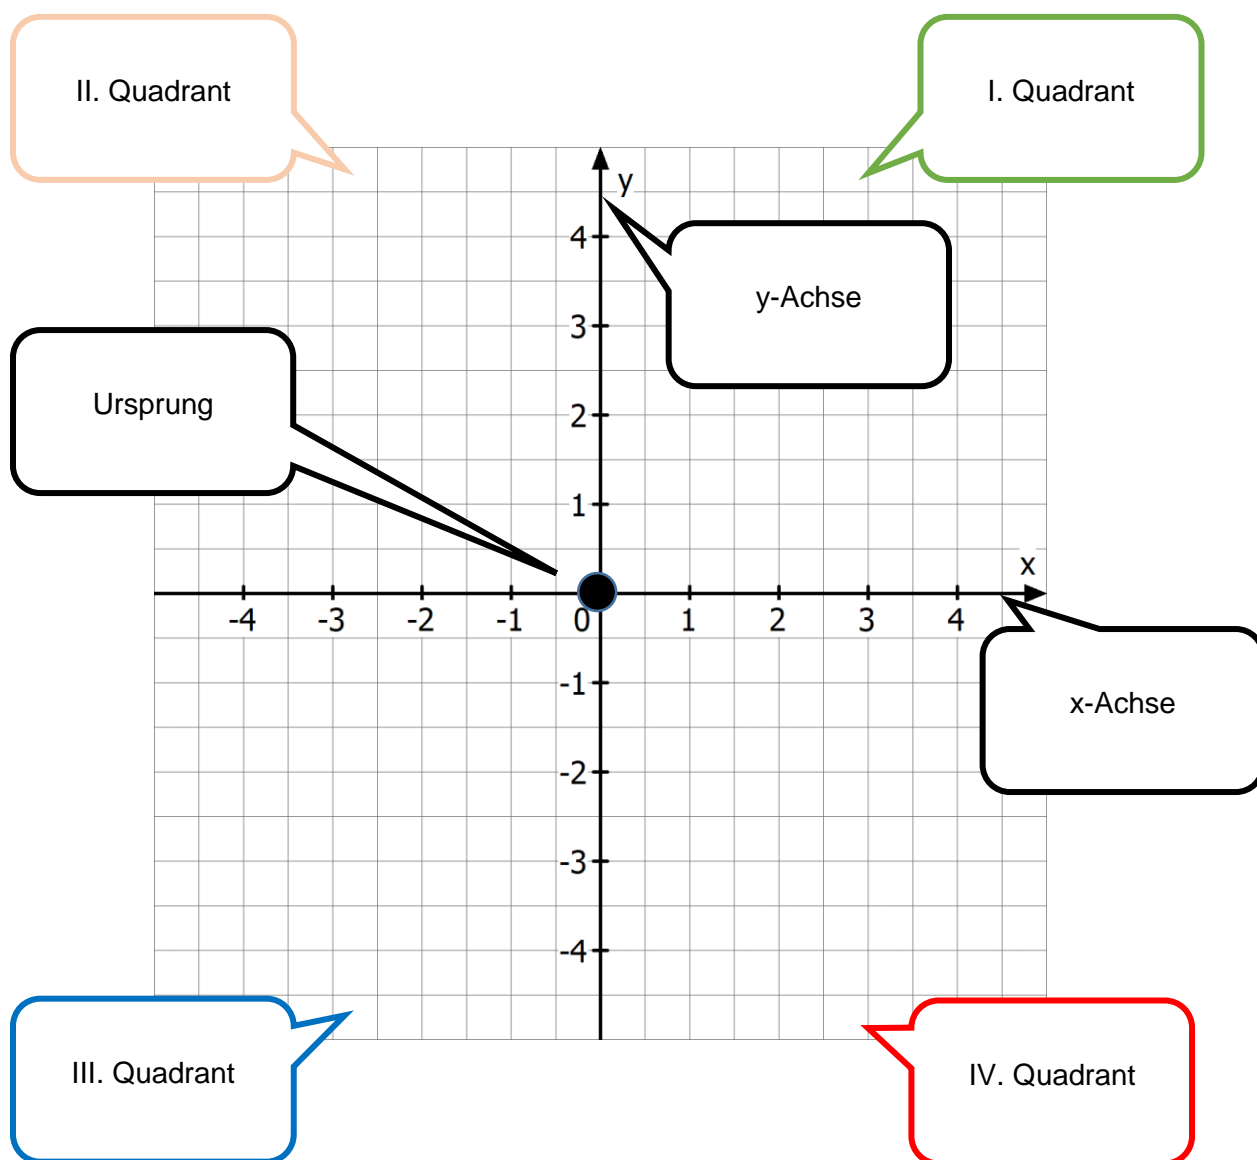 II. Quadrant
I. Quadrant
y
4
y-Achse
3
Ursprung
2
1
x
-4 -3 -2 -1 0 1 2 3 4
-1
x-Achse
-2
-3
-4
III. Quadrant
IV. Quadrant